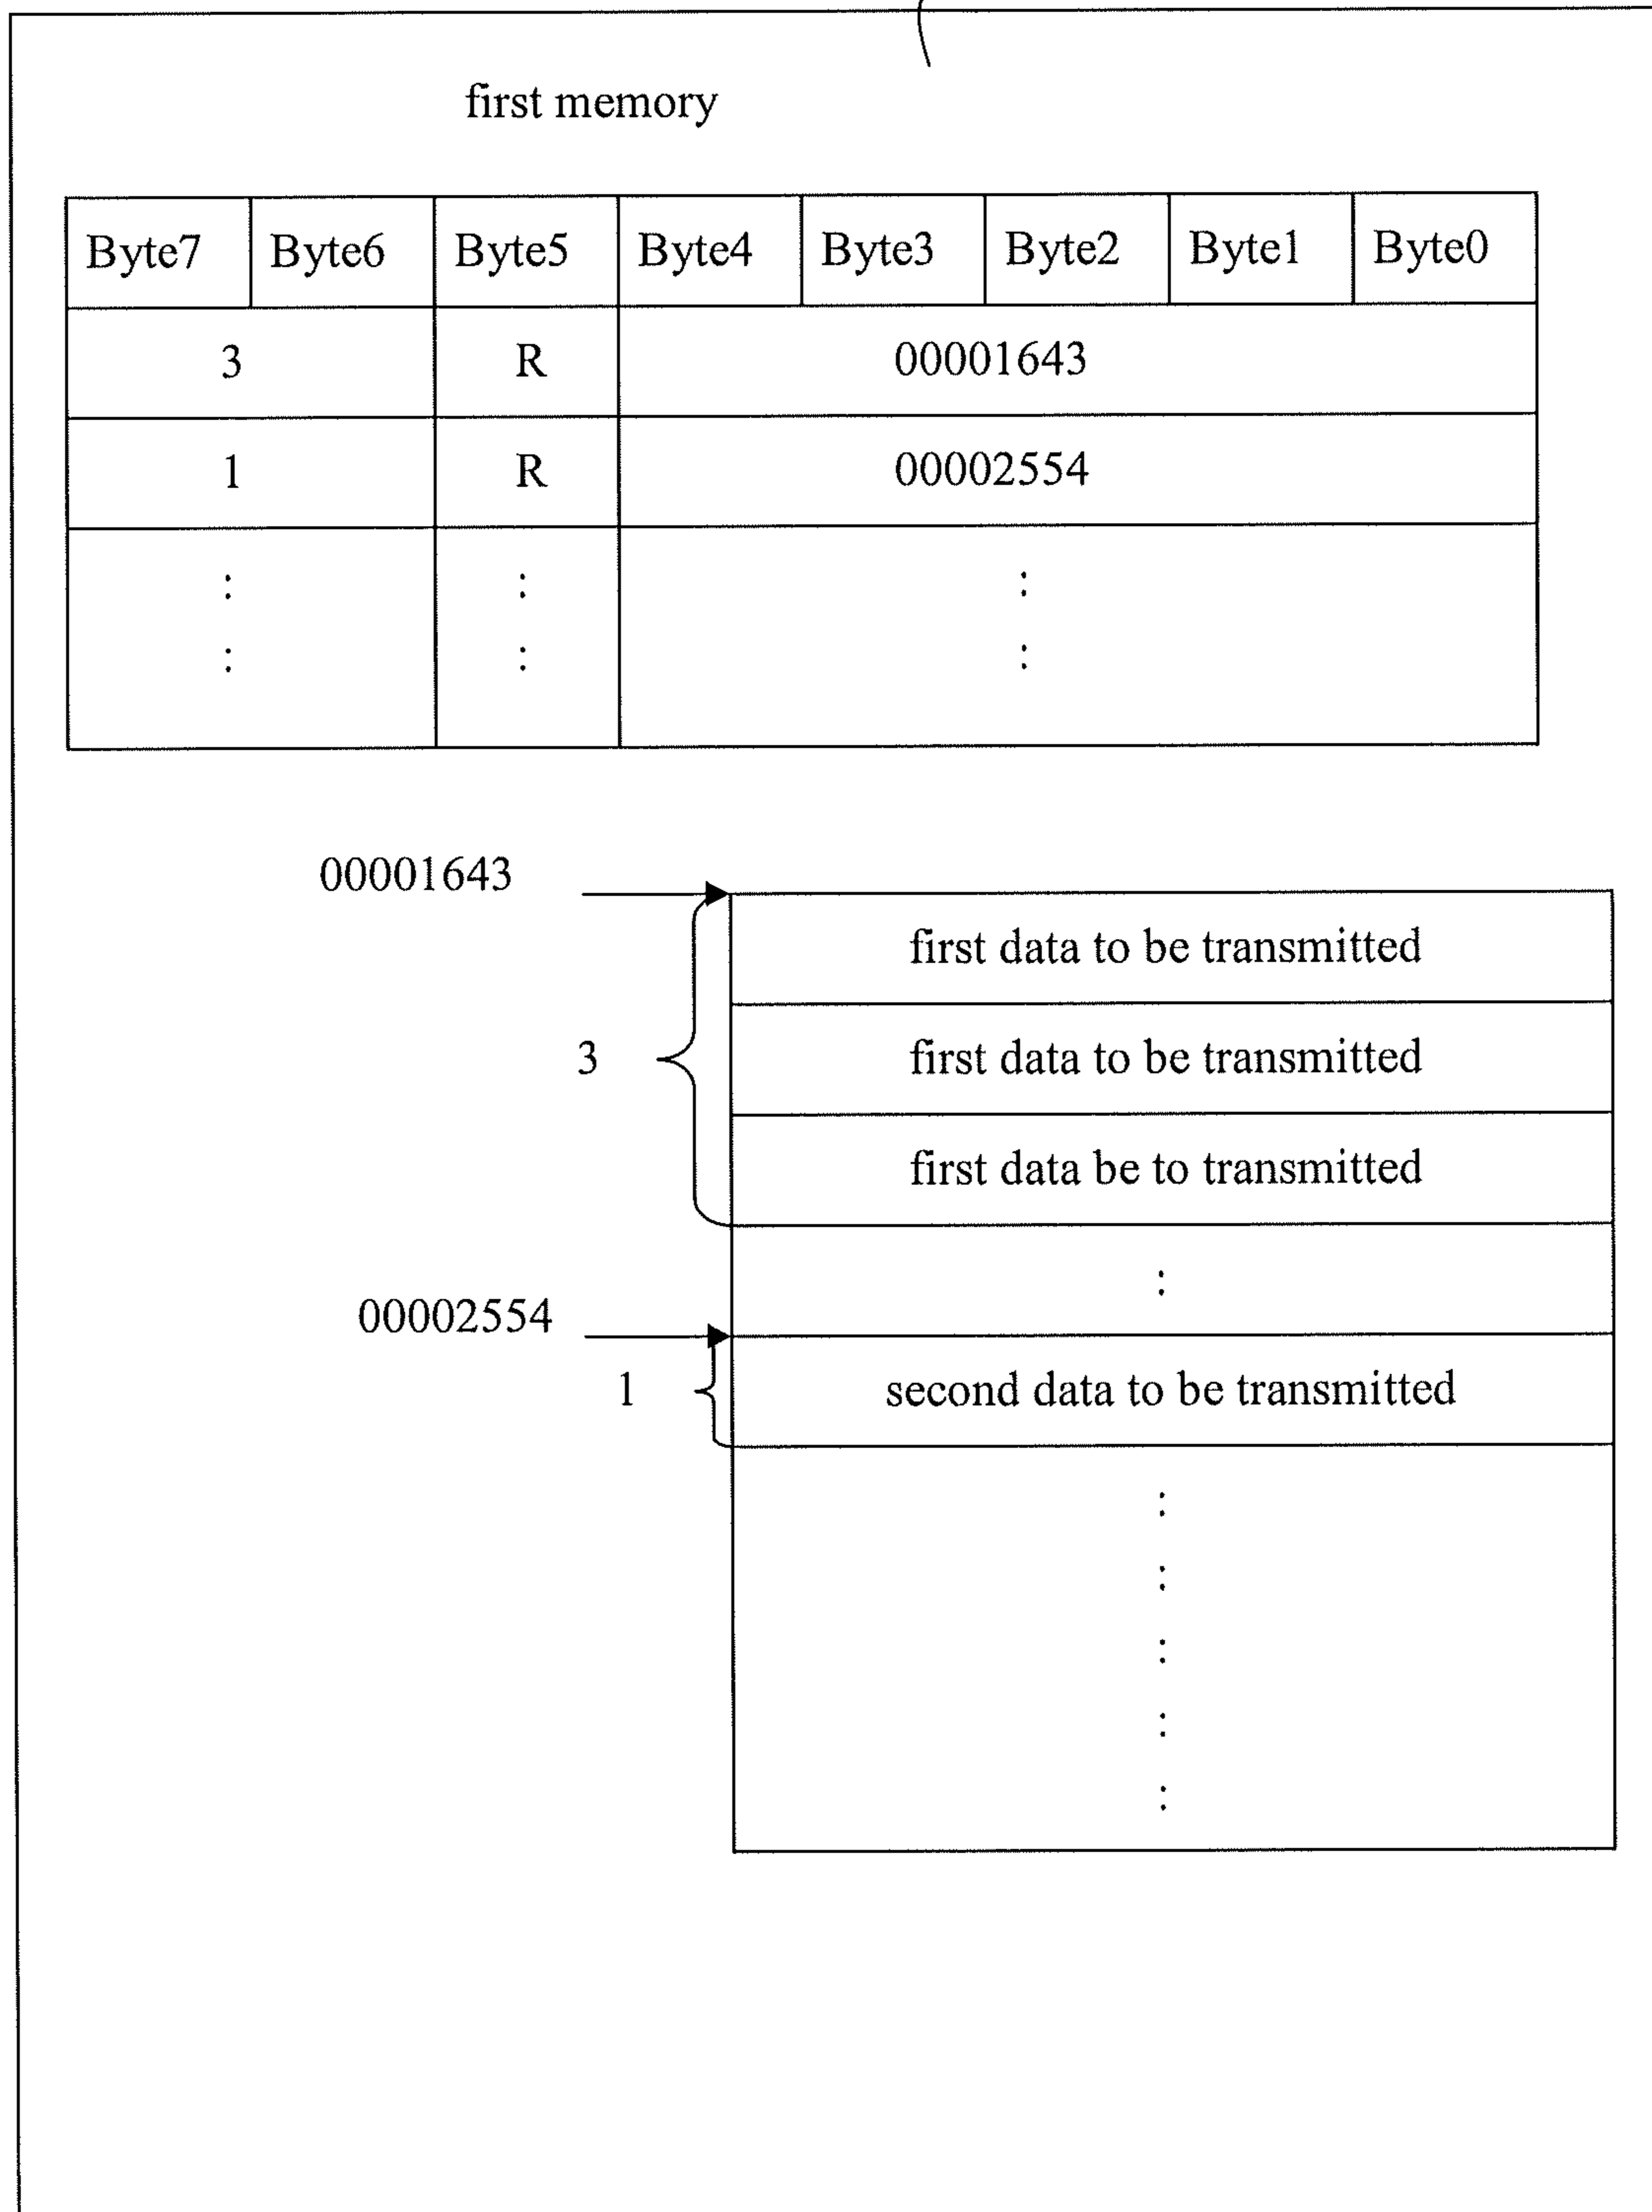 first memory
Byte7 Byte6 Byte5 Byte4 Byte3 Byte2 Byte1 Byte0
3 R 00001643
1 R 00002554
: : :
: : :
00001643
first data to be transmitted
3 first data to be transmitted
first data be to transmitted
:
00002554
1 second data to be transmitted
:
:
:
:
: